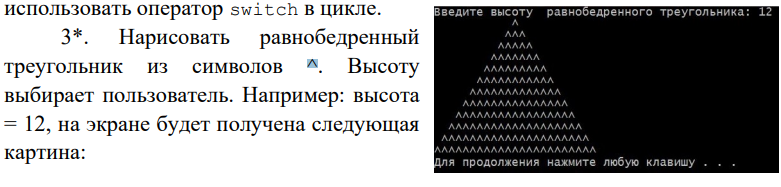 использовать оператор switch в цикле.
3*. Нарисовать равнобедренный
треугольник из символов ^. Высоту
выбирает пользователь. Например: высота
= 12, на экране будет получена следующая
картина:
Введите высоту  равнобедренного треугольника: 12
           ^
          ^^^
         ^^^^^
        ^^^^^^^
       ^^^^^^^^^
      ^^^^^^^^^^^
     ^^^^^^^^^^^^^
    ^^^^^^^^^^^^^^^
   ^^^^^^^^^^^^^^^^^
  ^^^^^^^^^^^^^^^^^^^
 ^^^^^^^^^^^^^^^^^^^^^
^^^^^^^^^^^^^^^^^^^^^^^
Для продолжения нажмите любую клавишу . . .